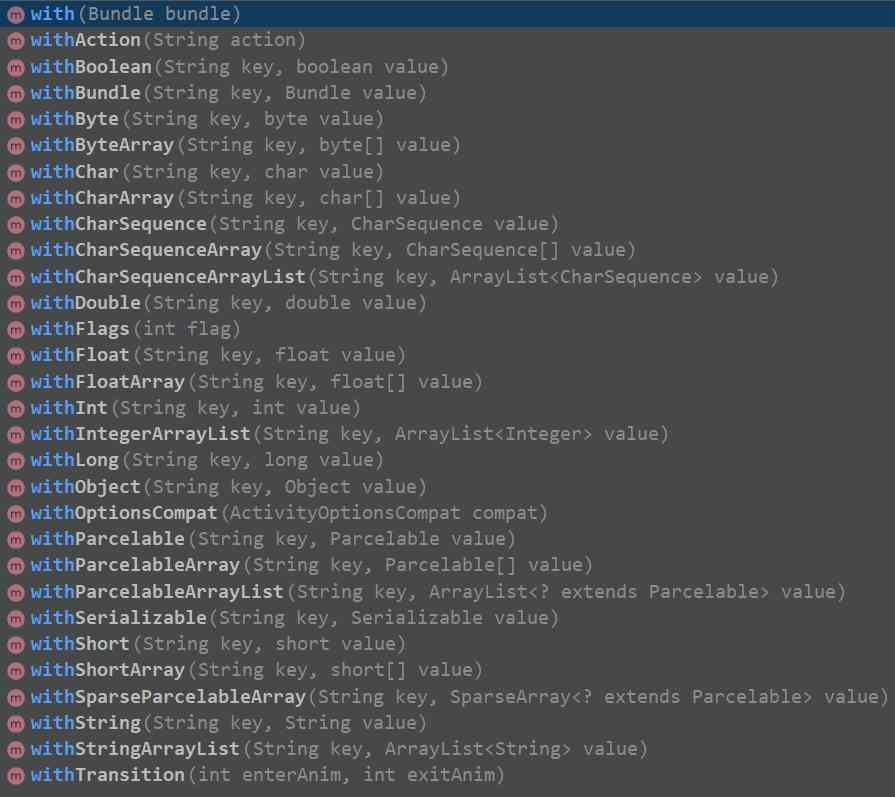 with(Bundle bundle)
withAction(String action)
withBoolean(String key, boolean value)
withBundle(String key, Bundle value)
withByte(String key, byte value)
withByteArray(String key, byte[] value)
withChar(String key, char value)
withCharArray(String key, char[] value)
withCharSequence(String key, CharSequence value)
withCharSequenceArray(String key, CharSequence[] value)
withCharSequenceArrayList(String key, ArrayList<CharSequence> value)
withDouble(String key, double value)
withFlags(int flag)
withFloat(String key, float value)
withFloatArray(String key, float[] value)
withInt(String key, int value)
withIntegerArrayList(String key, ArrayList<Integer> value)
withLong(String key, long value)
withObject(String key, Object value)
withOptionsCompat(ActivityOptionsCompat compat)
withParcelable(String key, Parcelable value)
withParcelableArray(String key, Parcelable[] value)
withParcelableArrayList(String key, ArrayList<? extends Parcelable> value)
withSerializable(String key, Serializable value)
withShort(String key, short value)
withShortArray(String key, short[] value)
withSparseParcelableArray(String key, SparseArray<? extends Parcelable> value)
withString(String key, String value)
withStringArrayList(String key, ArrayList<String> value)
withTransition(int enterAnim, int exitAnim)